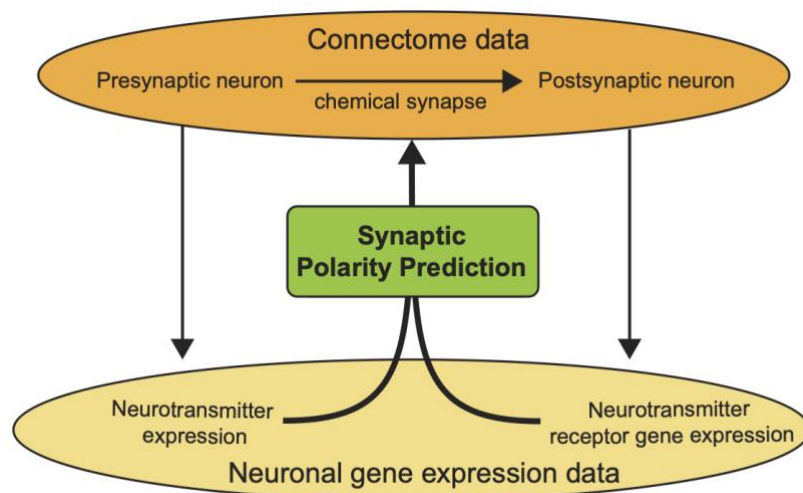 Connectome data
Presynaptic neuron
chemical synapse
Postsynaptic neuron
Synaptic
Polarity Prediction
Neurotransmitter
expression
Neurotransmitter
receptor gene expression
Neuronal gene expression data